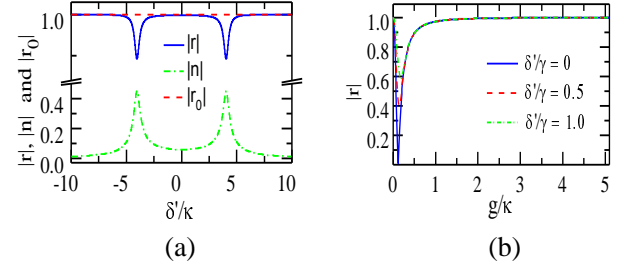 |r|, |n| and |r₀|
1.0
0.4
0.2
0.0
|r|
|n|
|r₀|
-10 -5 0 5 10
δ'/κ
(a)
|r|
1.0
0.8
0.6
0.4
0.2
δ'/γ = 0
δ'/γ = 0.5
δ'/γ = 1.0
0 1 2 3 4 5
g/κ
(b)